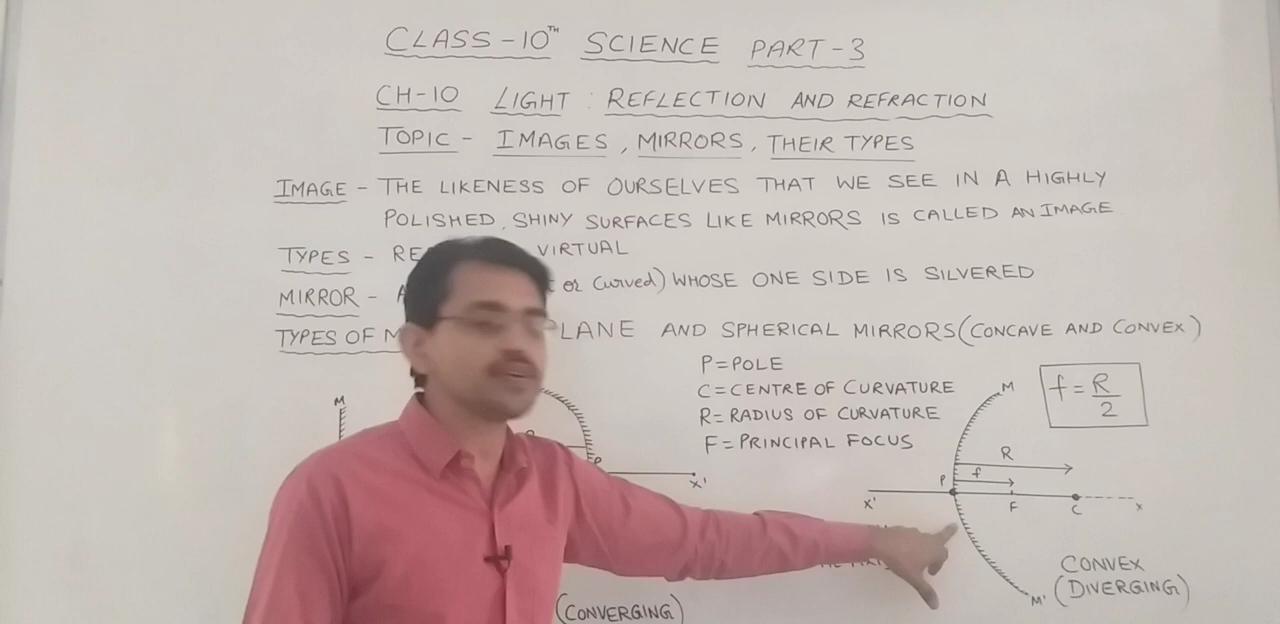 CLASS-10TH SCIENCE PART-3
CH-10 LIGHT : REFLECTION AND REFRACTION
TOPIC - IMAGES, MIRRORS, THEIR TYPES
IMAGE - THE LIKENESS OF OURSELVES THAT WE SEE IN A HIGHLY
POLISHED, SHINY SURFACES LIKE MIRRORS IS CALLED AN IMAGE
TYPES - VIRTUAL
MIRROR - or Curved) WHOSE ONE SIDE IS SILVERED
TYPES OF AND SPHERICAL MIRRORS (CONCAVE AND CONVEX)
P=POLE
C=CENTRE OF CURVATURE
R=RADIUS OF CURVATURE
F=PRINCIPAL FOCUS
f=R/2
M
P
X'
(CONVERGING)
M
R
f
P
X'
F
C
X
M'
CONVEX
(DIVERGING)